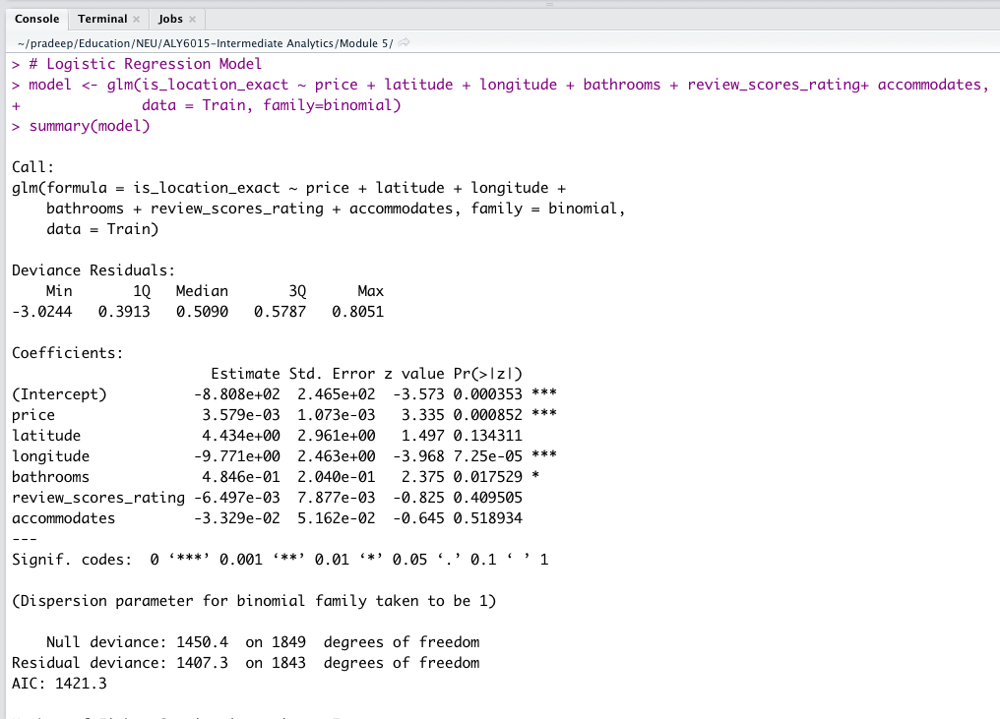 Console Terminal × Jobs ×
~/pradeep/Education/NEU/ALY6015-Intermediate Analytics/Module 5/
> # Logistic Regression Model
> model <- glm(is_location_exact ~ price + latitude + longitude + bathrooms + review_scores_rating+ accommodates,
+ data = Train, family=binomial)
> summary(model)
Call:
glm(formula = is_location_exact ~ price + latitude + longitude +
bathrooms + review_scores_rating + accommodates, family = binomial,
data = Train)
Deviance Residuals:
Min 1Q Median 3Q Max
-3.0244 0.3913 0.5090 0.5787 0.8051
Coefficients:
Estimate Std. Error z value Pr(>|z|)
(Intercept) -8.808e+02 2.465e+02 -3.573 0.000353 ***
price 3.579e-03 1.073e-03 3.335 0.000852 ***
latitude 4.434e+00 2.961e+00 1.497 0.134311
longitude -9.771e+00 2.463e+00 -3.968 7.25e-05 ***
bathrooms 4.846e-01 2.040e-01 2.375 0.017529 *
review_scores_rating -6.497e-03 7.877e-03 -0.825 0.409505
accommodates -3.329e-02 5.162e-02 -0.645 0.518934
---
Signif. codes: 0 ‘***’ 0.001 ‘**’ 0.01 ‘*’ 0.05 ‘.’ 0.1 ‘ ’ 1
(Dispersion parameter for binomial family taken to be 1)
Null deviance: 1450.4 on 1849 degrees of freedom
Residual deviance: 1407.3 on 1843 degrees of freedom
AIC: 1421.3